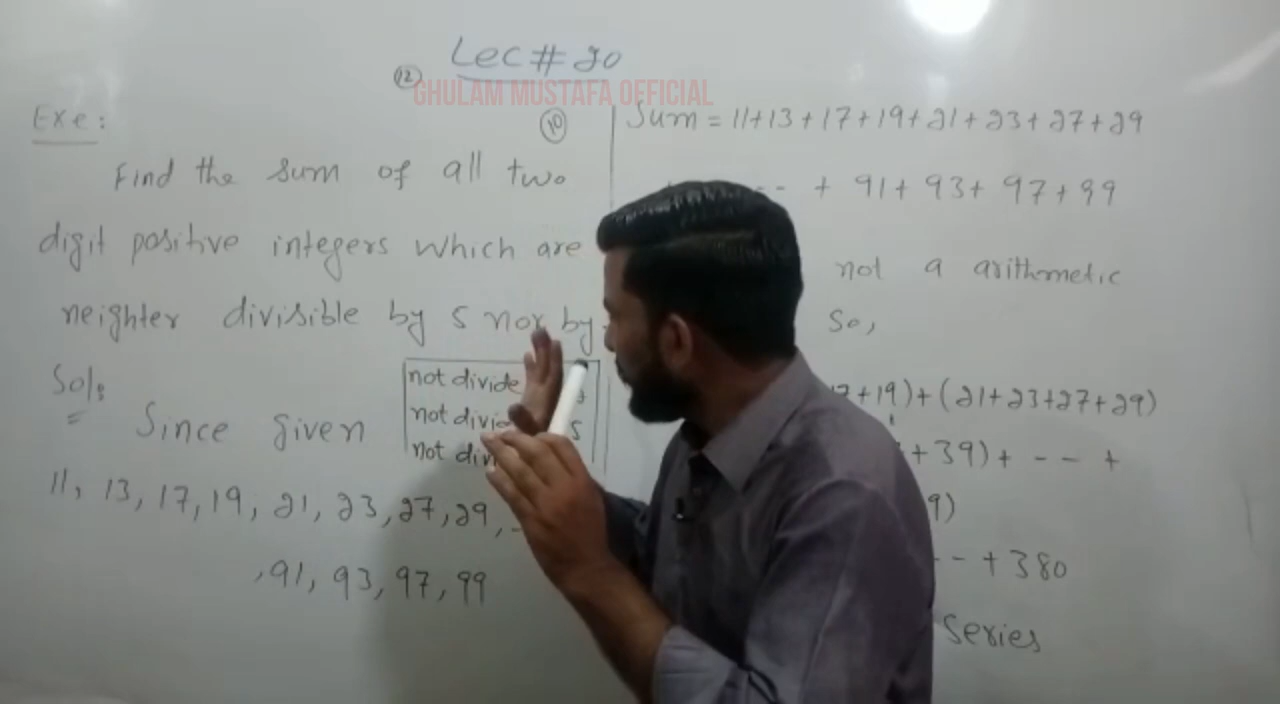 Lec # 20
12
GHULAM MUSTAFA OFFICIAL
Exe:
10
Find the sum of all two
digit positive integers which are
neighter divisible by 5 nor by
Sol:
not divide
not
not
Since given
11, 13, 17, 19, 21, 23, 27, 29,
, 91, 93, 97, 99
Sum = 11+13+17+19+21+23+27+29
-- + 91+ 93+ 97+99
not a arithmetic
So,
+19)+(21+23+27+29)
+ 39)+ -- +
9)
-- +380
Series